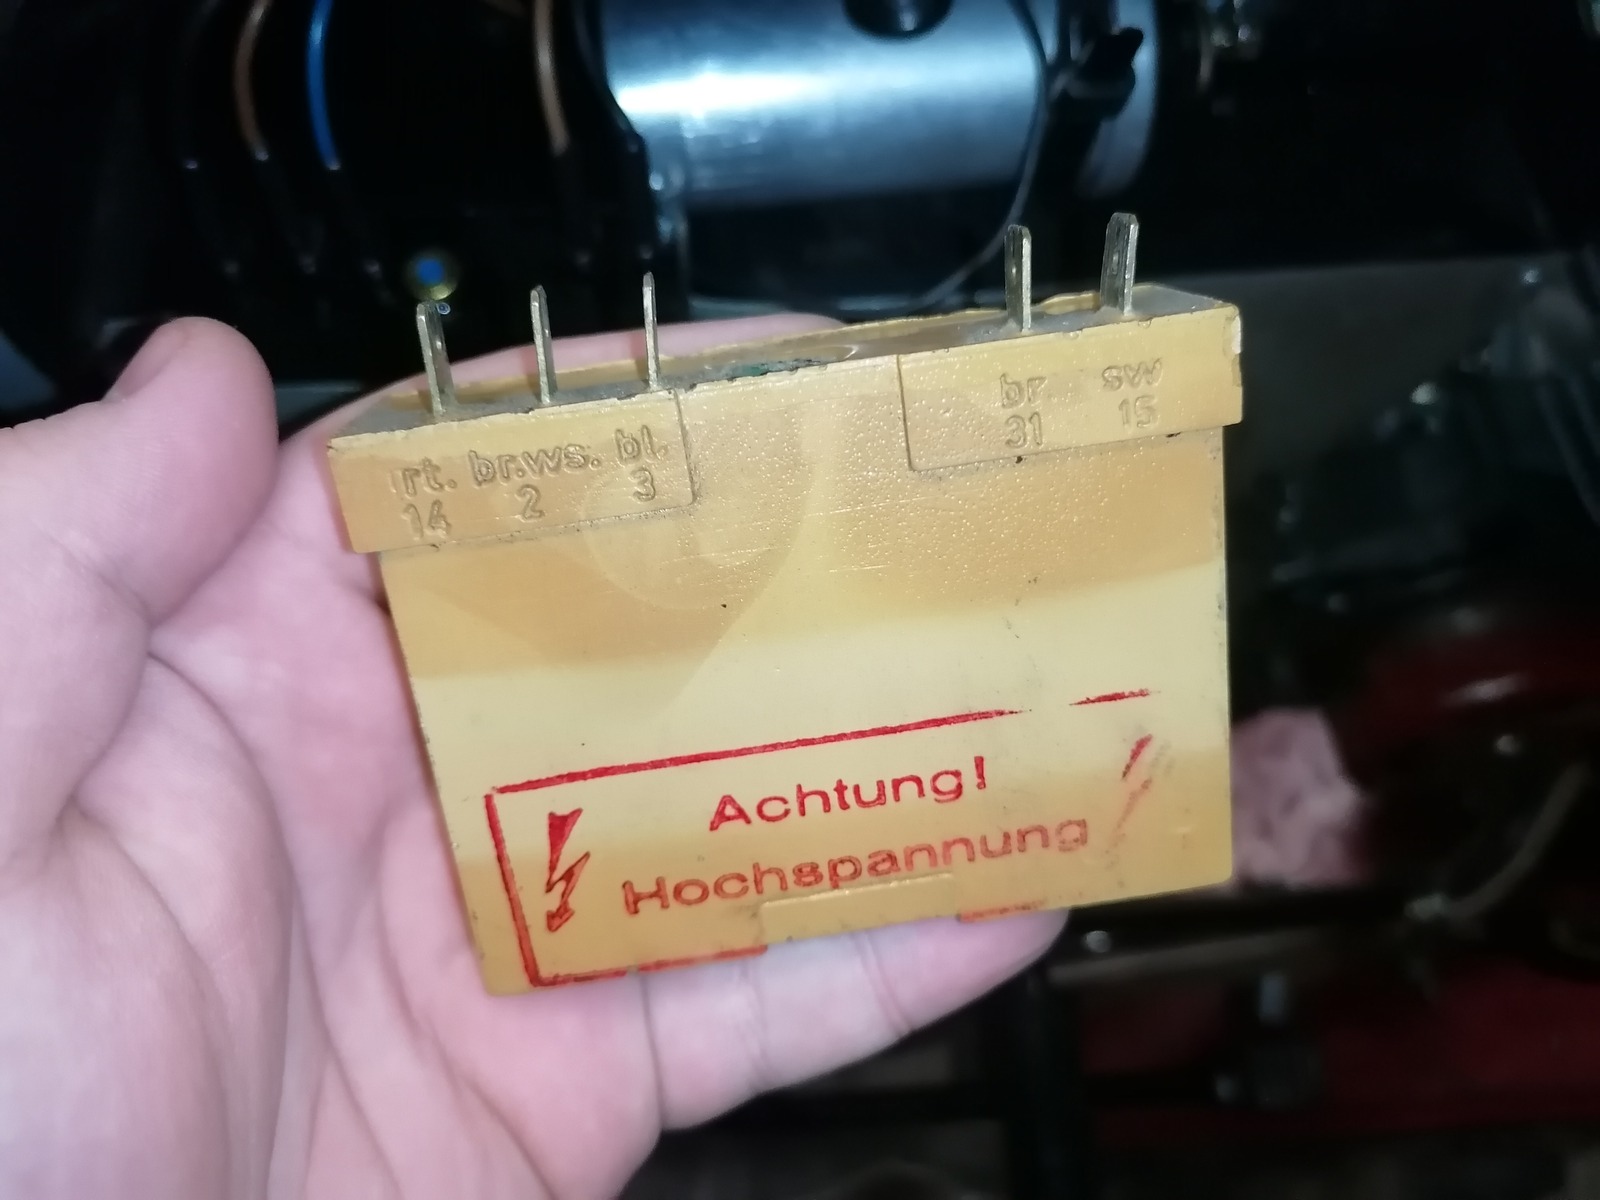 rt. br.ws. bl.
14 2 3
br. sw
31 15
Achtung!
Hochspannung